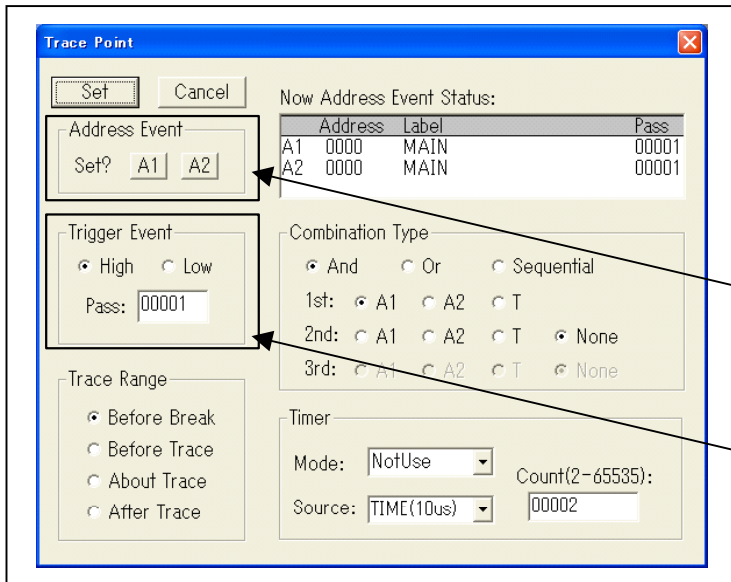 Trace Point
Set Cancel
Now Address Event Status:
Address Label Pass
A1 0000 MAIN 00001
A2 0000 MAIN 00001
Address Event
Set? A1 A2
Trigger Event
High Low
Pass: 00001
Combination Type
And Or Sequential
1st: A1 A2 T
2nd: A1 A2 T None
3rd: A1 A2 T None
Trace Range
Before Break
Before Trace
About Trace
After Trace
Timer
Mode: NotUse
Count(2-65535):
Source: TIME(10us) 00002